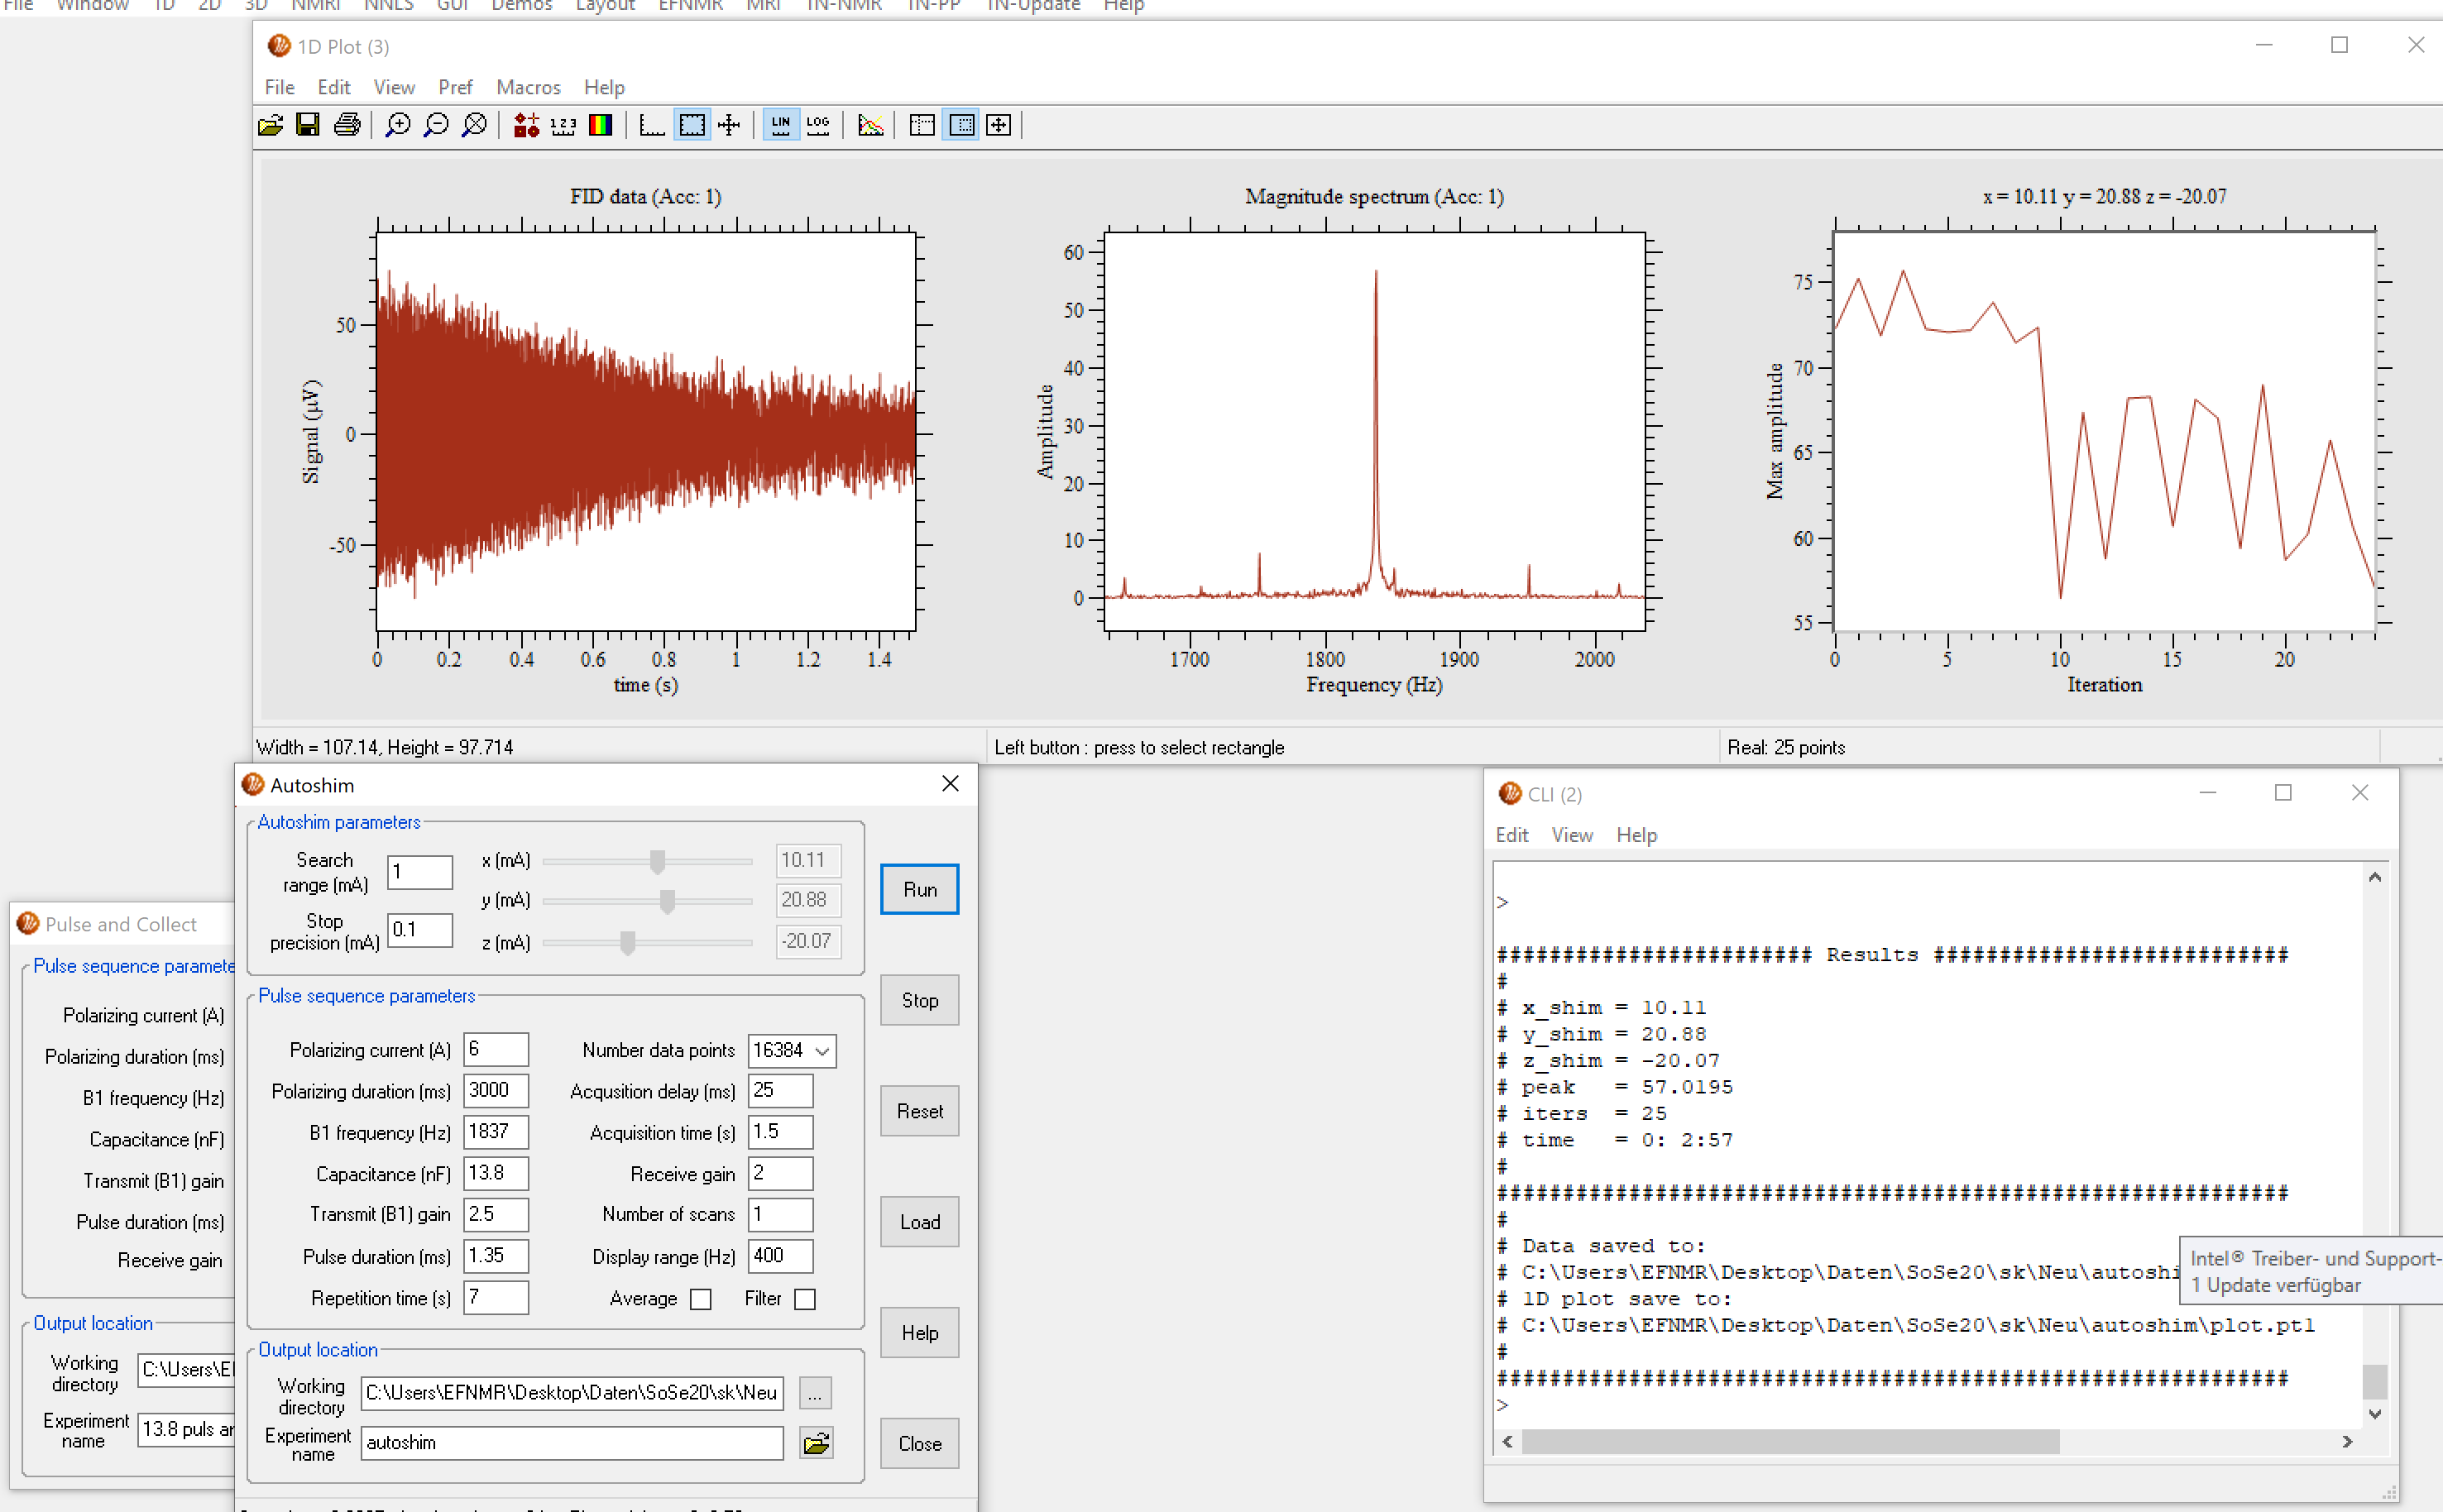 File Window 1D 2D 3D NMRI NNLS GUI Demos Layout EFNMR MRI TN-NMR TN-PP TN-Update Help
1D Plot (3)
File Edit View Pref Macros Help
1 2 3
LIN LOG
FID data (Acc: 1)
Signal (µV)
50
0
-50
0 0.2 0.4 0.6 0.8 1 1.2 1.4
time (s)
Magnitude spectrum (Acc: 1)
Amplitude
60
50
40
30
20
10
0
1700 1800 1900 2000
Frequency (Hz)
x = 10.11 y = 20.88 z = -20.07
Max amplitude
75
70
65
60
55
0 5 10 15 20
Iteration
Width = 107.14, Height = 97.714
Left button : press to select rectangle
Real: 25 points
Pulse and Collect
Polarizing current (A)
Polarizing duration (ms)
B1 frequency (Hz)
Capacitance (nF)
Transmit (B1) gain
Pulse duration (ms)
Receive gain
Output location
Working directory
Experiment name
13.8 puls
Autoshim
Autoshim parameters
Search range (mA) 1
Stop precision (mA) 0.1
x (mA) 10.11
y (mA) 20.88
z (mA) -20.07
Pulse sequence parameters
Polarizing current (A) 6
Polarizing duration (ms) 3000
B1 frequency (Hz) 1837
Capacitance (nF) 13.8
Transmit (B1) gain 2.5
Pulse duration (ms) 1.35
Repetition time (s) 7
Number data points 16384
Acqusition delay (ms) 25
Acquisition time (s) 1.5
Receive gain 2
Number of scans 1
Display range (Hz) 400
Average Filter
Output location
Working directory C:\Users\EFNMR\Desktop\Daten\SoSe20\sk\Neu ...
Experiment name autoshim
Run
Stop
Reset
Load
Help
Close
CLI (2)
Edit View Help
>
######################## Results ###########################
#
# x_shim = 10.11
# y_shim = 20.88
# z_shim = -20.07
# peak   = 57.0195
# iters  = 25
# time   = 0: 2:57
#
############################################################
#
# Data saved to:
# C:\Users\EFNMR\Desktop\Daten\SoSe20\sk\Neu\autoshi
# 1D plot save to:
# C:\Users\EFNMR\Desktop\Daten\SoSe20\sk\Neu\autoshim\plot.pt1
#
############################################################
>
Intel® Treiber- und Support-
1 Update verfügbar